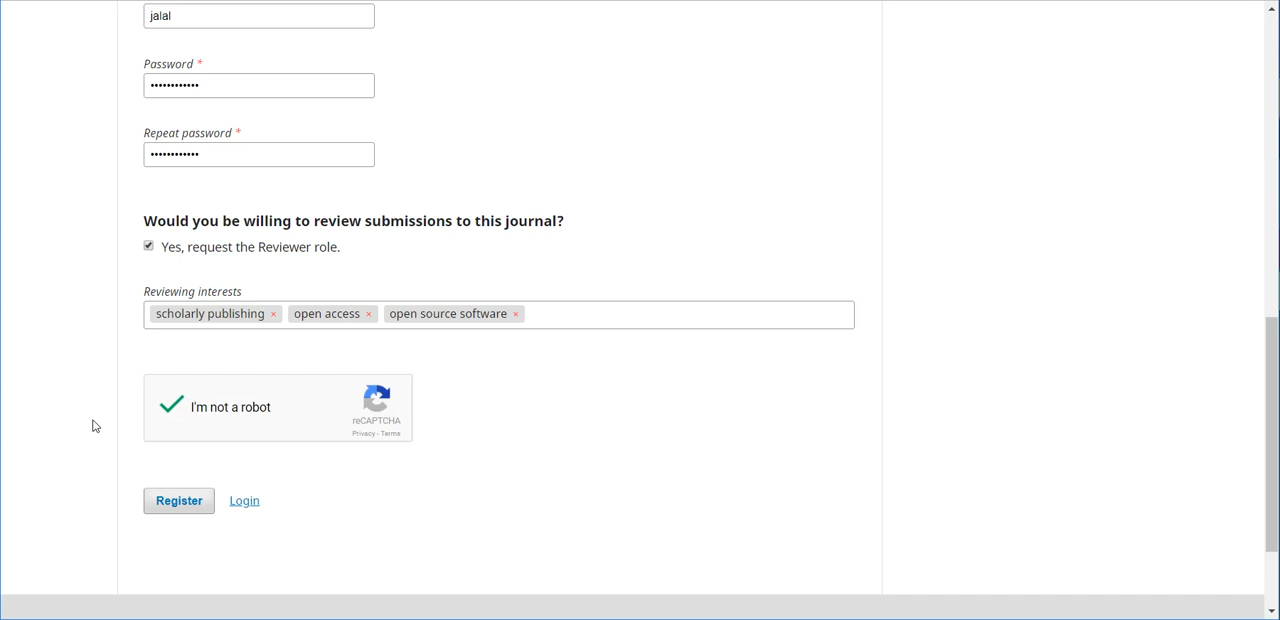 jalal
Password *
••••••••••••
Repeat password *
••••••••••••
Would you be willing to review submissions to this journal?
Yes, request the Reviewer role.
Reviewing interests
scholarly publishing × open access × open source software ×
I'm not a robot
reCAPTCHA
Privacy - Terms
Register Login